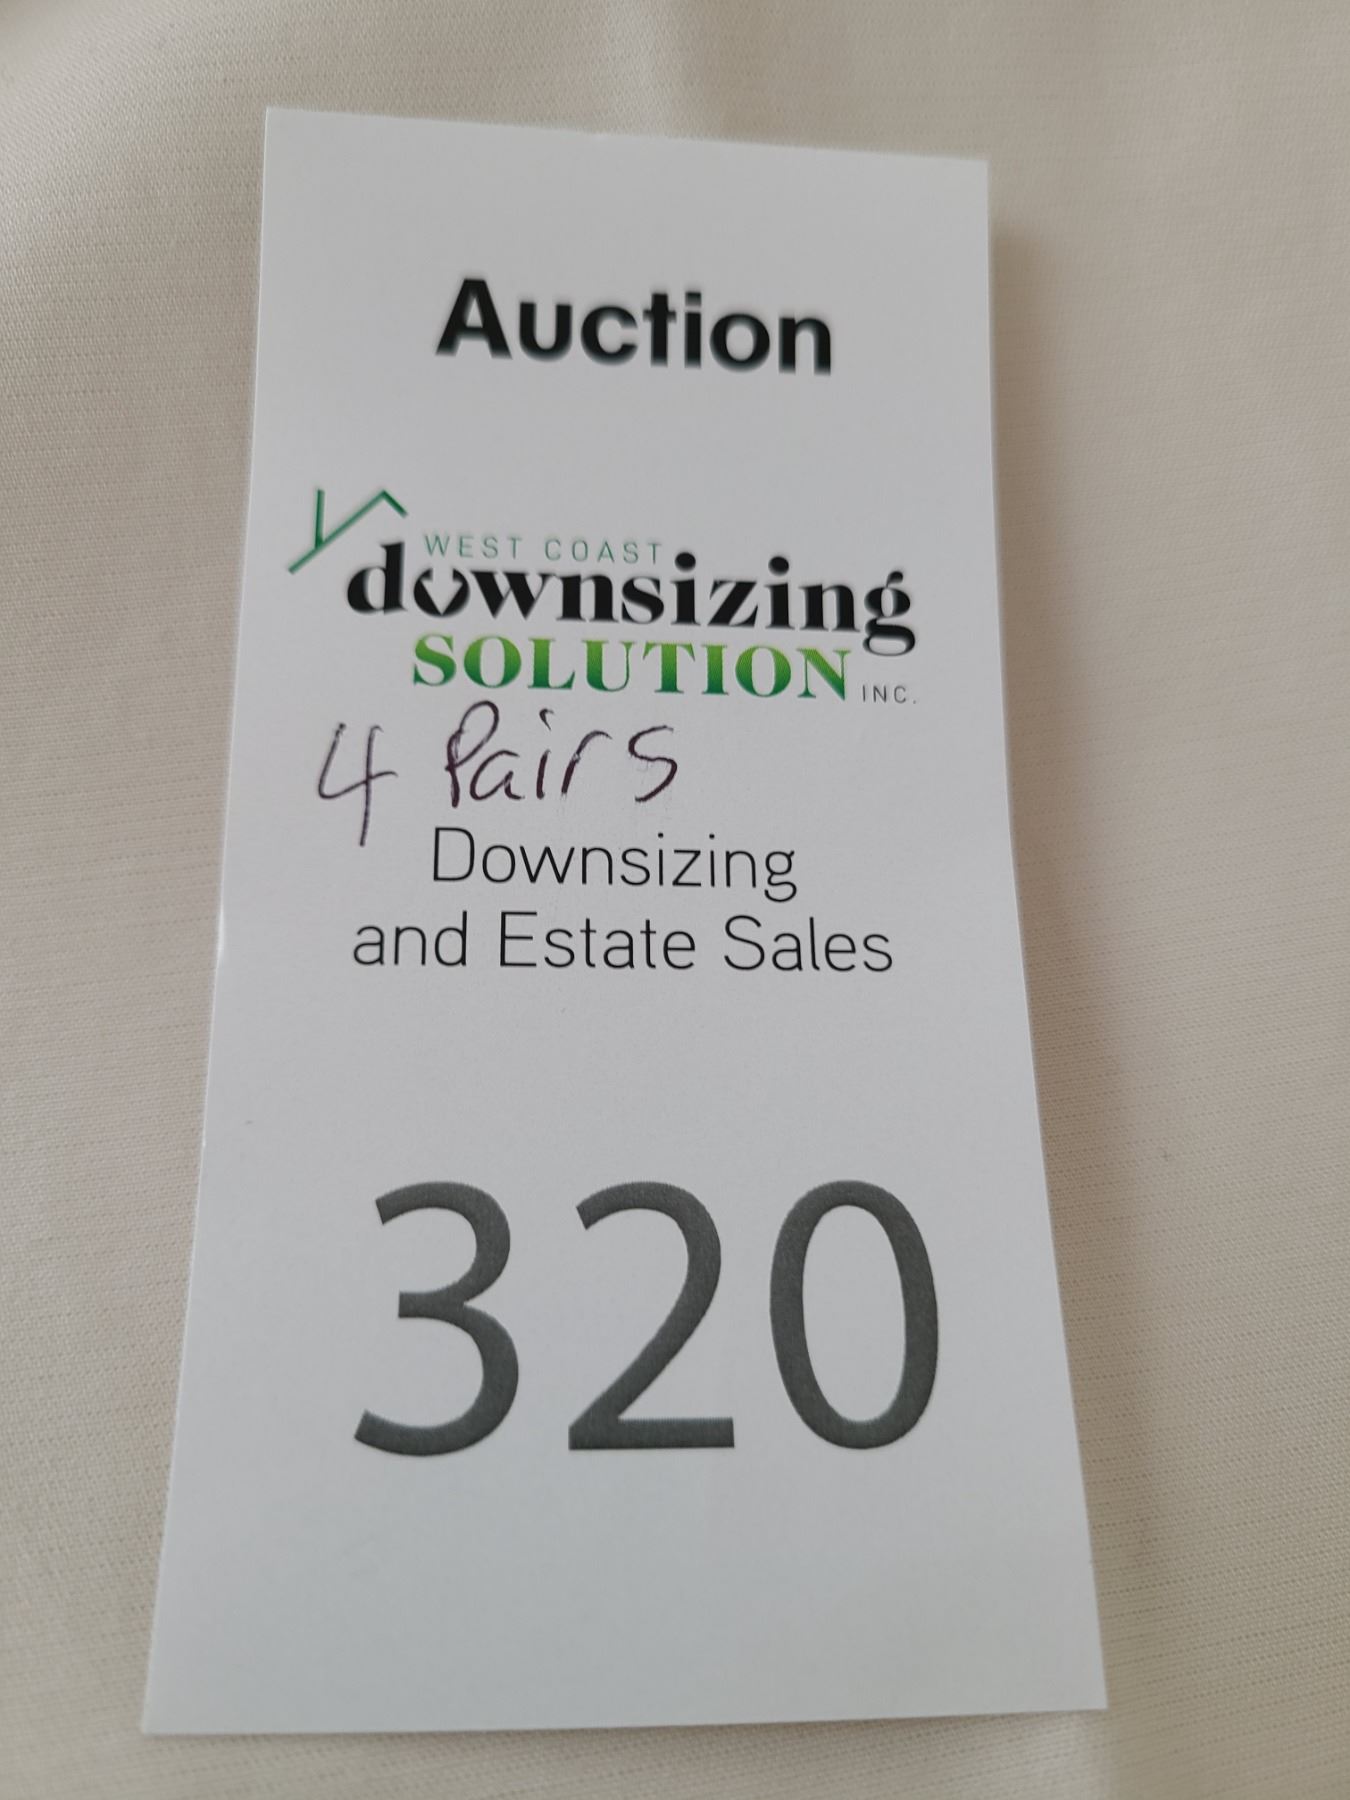 Auction
WEST COAST
downsizing
SOLUTION INC.
4 Pairs
Downsizing
and Estate Sales
320